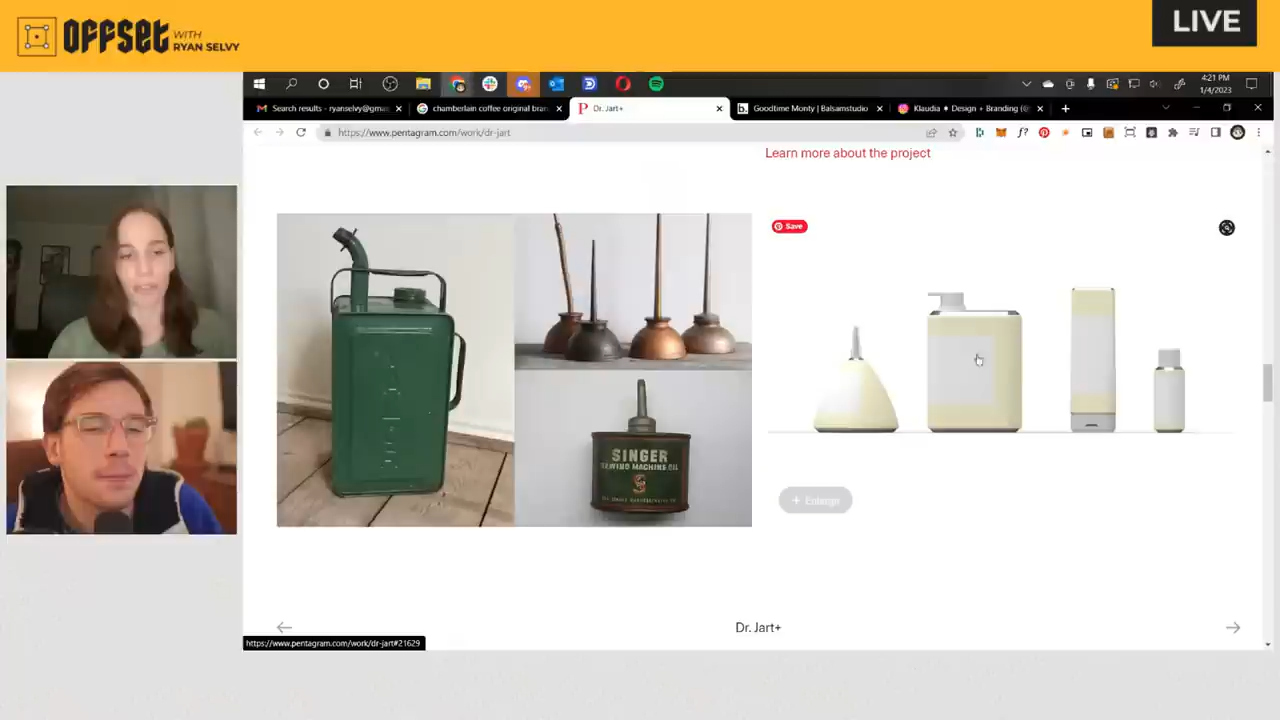 OFFSET WITH RYAN SELVY
LIVE
4:21 PM
1/4/2023
Search results - ryanselvy@gma
chamberlain coffee original bran
Dr. Jart+
Goodtime Monty | Balsamstudio
Klaudia • Design + Branding (@
https://www.pentagram.com/work/dr-jart
Learn more about the project
Save
SINGER
SEWING MACHINE OIL
S
Enlarge
Dr. Jart+
https://www.pentagram.com/work/dr-jart#21629